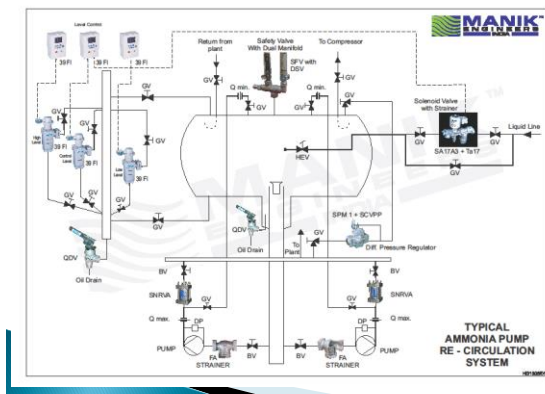 MANIK
ENGINEERS
INDIA
Level Control
39 FI
39 FI
39 FI
Return from
plant
Safety Valve
With Dual Manifold
SFV with
DSV
To Compressor
Q min.
Q min.
GV
GV
GV
GV
GV
GV
GV
Solenoid Valve
with Strainer
Liquid Line
GV
GV
SA17A3 + Ta17
GV
HEV
High
Level
39 FI
Control
Level
39 FI
Low
Level
39 FI
GV
GV
GV
GV
QDV
Oil Drain
QDV
Oil Drain
To
Plant
GV
SPM 1 + SCVPP
Diff. Pressure Regulator
BV
BV
SNRVA
SNRVA
GV
GV
Q max.
Q max.
DP
DP
PUMP
FA
STRAINER
BV
BV
FA
STRAINER
PUMP
TYPICAL
AMMONIA PUMP
RE - CIRCULATION
SYSTEM